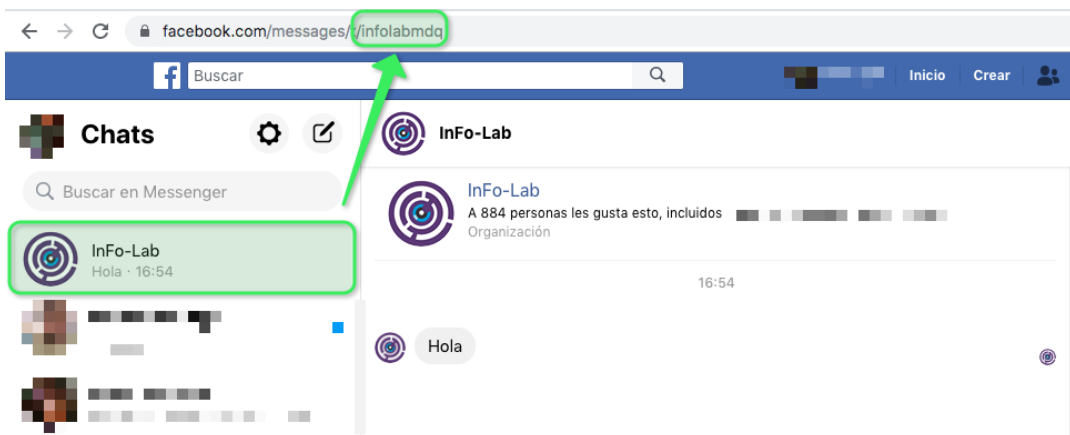 facebook.com/messages/t/infolabmdq
Buscar
Inicio Crear
Chats
InFo-Lab
Buscar en Messenger
InFo-Lab
A 884 personas les gusta esto, incluidos
Organización
InFo-Lab
Hola · 16:54
16:54
Hola